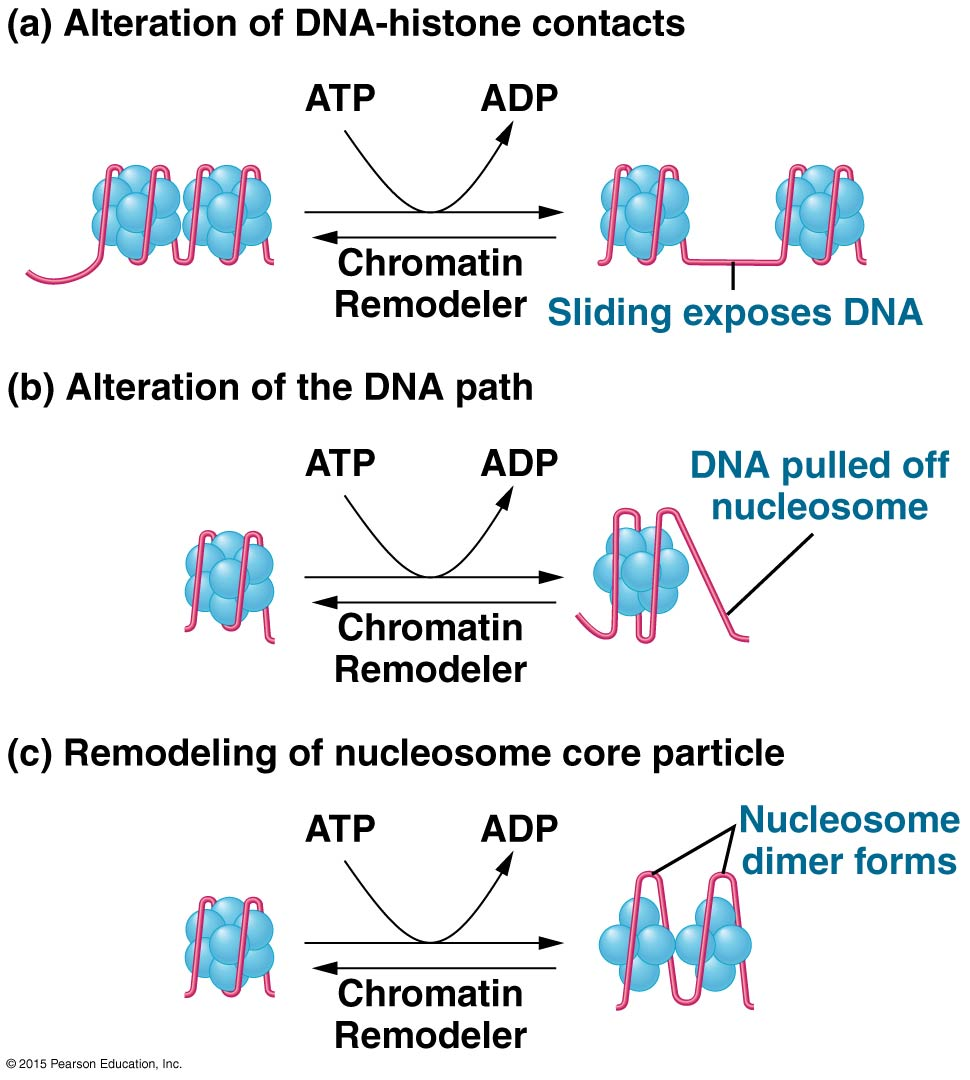 (a) Alteration of DNA-histone contacts
ATP ADP
Chromatin
Remodeler
Sliding exposes DNA
(b) Alteration of the DNA path
ATP ADP
DNA pulled off
nucleosome
Chromatin
Remodeler
(c) Remodeling of nucleosome core particle
ATP ADP
Nucleosome
dimer forms
Chromatin
Remodeler
© 2015 Pearson Education, Inc.